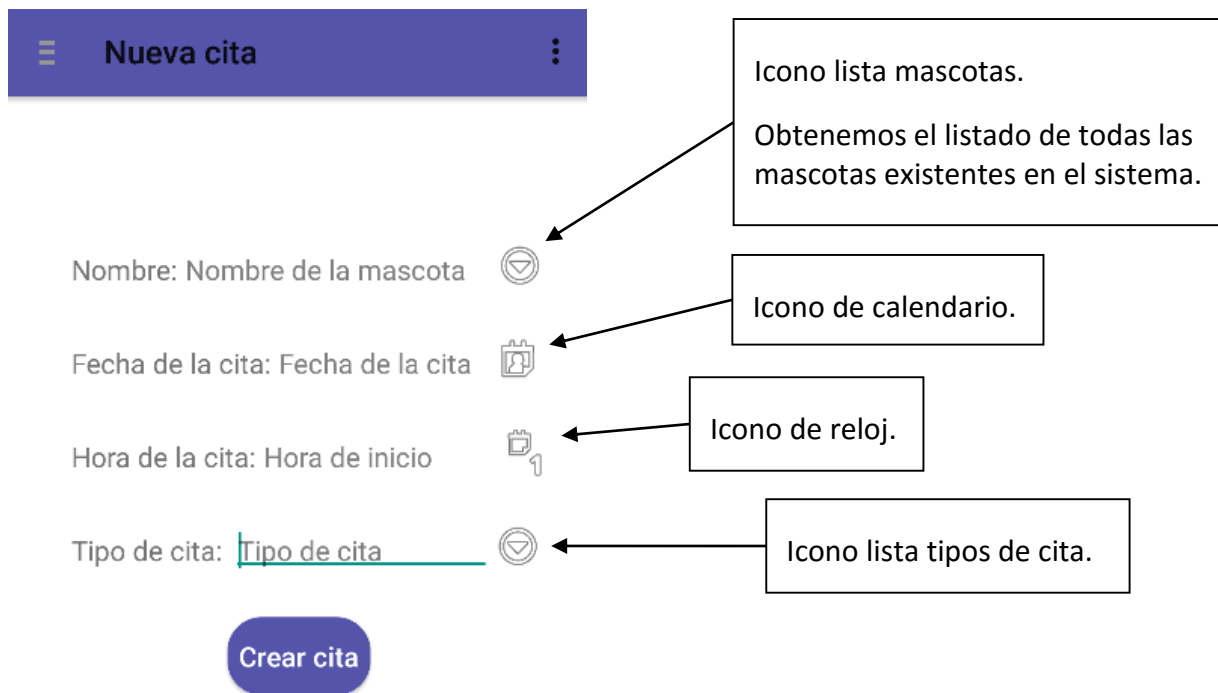 Nueva cita
Icono lista mascotas.
Obtenemos el listado de todas las
mascotas existentes en el sistema.
Nombre: Nombre de la mascota
Icono de calendario.
Fecha de la cita: Fecha de la cita
Icono de reloj.
Hora de la cita: Hora de inicio
1
Tipo de cita: Tipo de cita
Icono lista tipos de cita.
Crear cita